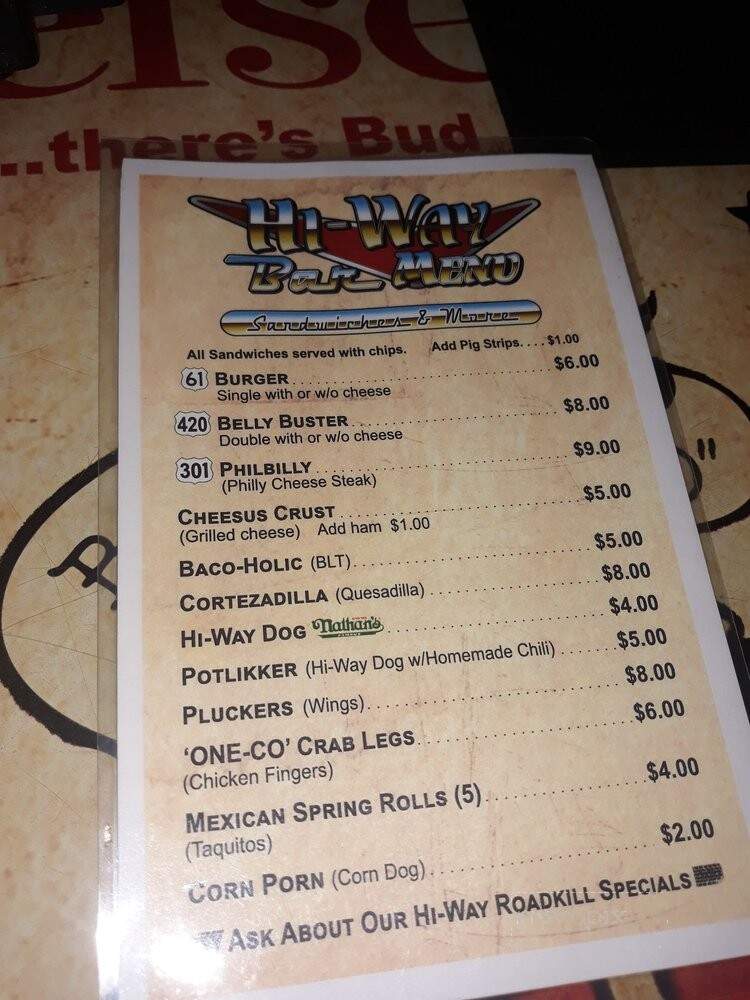 ...there's Bud
Hi-Way
Bar Menu
Sandwiches & More
All Sandwiches served with chips. Add Pig Strips....$1.00
61 BURGER $6.00
Single with or w/o cheese
420 BELLY BUSTER $8.00
Double with or w/o cheese
301 PHILBILLY $9.00
(Philly Cheese Steak)
CHEESUS CRUST $5.00
(Grilled cheese) Add ham $1.00
BACO-HOLIC (BLT) $5.00
CORTEZADILLA (Quesadilla) $8.00
HI-WAY DOG Nathan's $4.00
POTLIKKER (Hi-Way Dog w/Homemade Chili) $5.00
PLUCKERS (Wings) $8.00
'ONE-CO' CRAB LEGS $6.00
(Chicken Fingers)
MEXICAN SPRING ROLLS (5) $4.00
(Taquitos)
CORN PORN (Corn Dog) $2.00
ASK ABOUT OUR HI-WAY ROADKILL SPECIALS